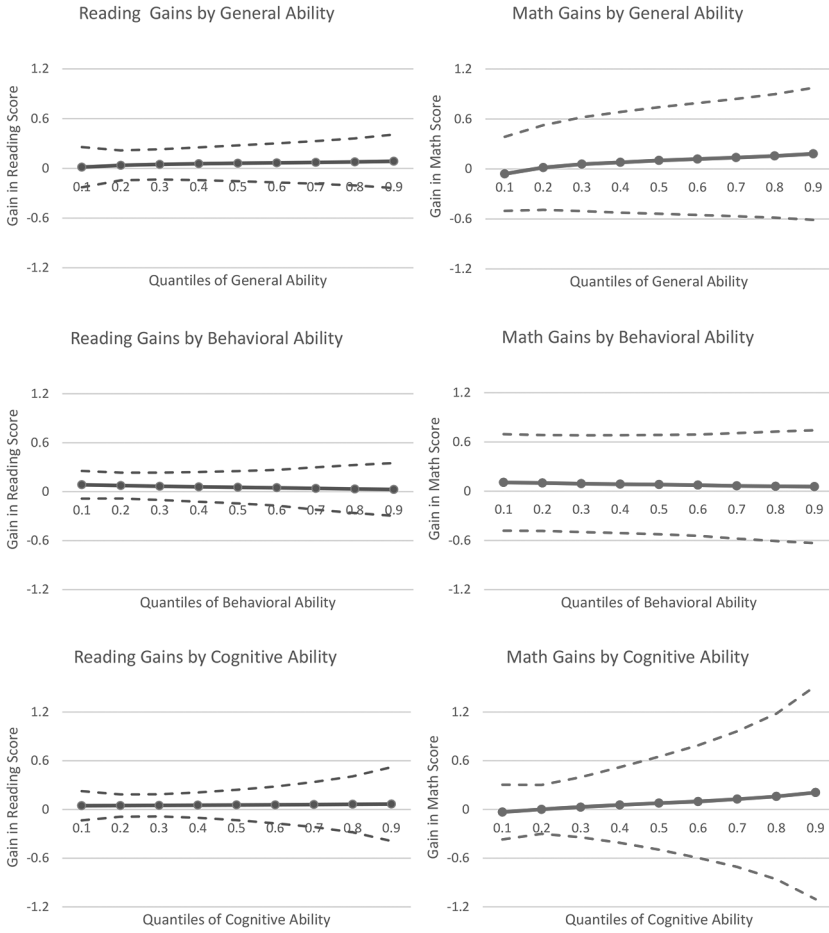 Reading  Gains by General Ability
1.2
0.6
0
-0.6
-1.2
Gain in Reading Score
0.1 0.2 0.3 0.4 0.5 0.6 0.7 0.8 0.9
Quantiles of General Ability
Math Gains by General Ability
1.2
0.6
0
-0.6
-1.2
Gain in Math Score
0.1 0.2 0.3 0.4 0.5 0.6 0.7 0.8 0.9
Quantiles of General Ability
Reading Gains by Behavioral Ability
1.2
0.6
0
-0.6
-1.2
Gain in Reading Score
0.1 0.2 0.3 0.4 0.5 0.6 0.7 0.8 0.9
Quantiles of Behavioral Ability
Math Gains by Behavioral Ability
1.2
0.6
0
-0.6
-1.2
Gain in Math Score
0.1 0.2 0.3 0.4 0.5 0.6 0.7 0.8 0.9
Quantiles of Behavioral Ability
Reading Gains by Cognitive Ability
1.2
0.6
0
-0.6
-1.2
Gain in Reading Score
0.1 0.2 0.3 0.4 0.5 0.6 0.7 0.8 0.9
Quantiles of Cognitive Ability
Math Gains by Cognitive Ability
1.2
0.6
0
-0.6
-1.2
Gain in Math Score
0.1 0.2 0.3 0.4 0.5 0.6 0.7 0.8 0.9
Quantiles of Cognitive Ability